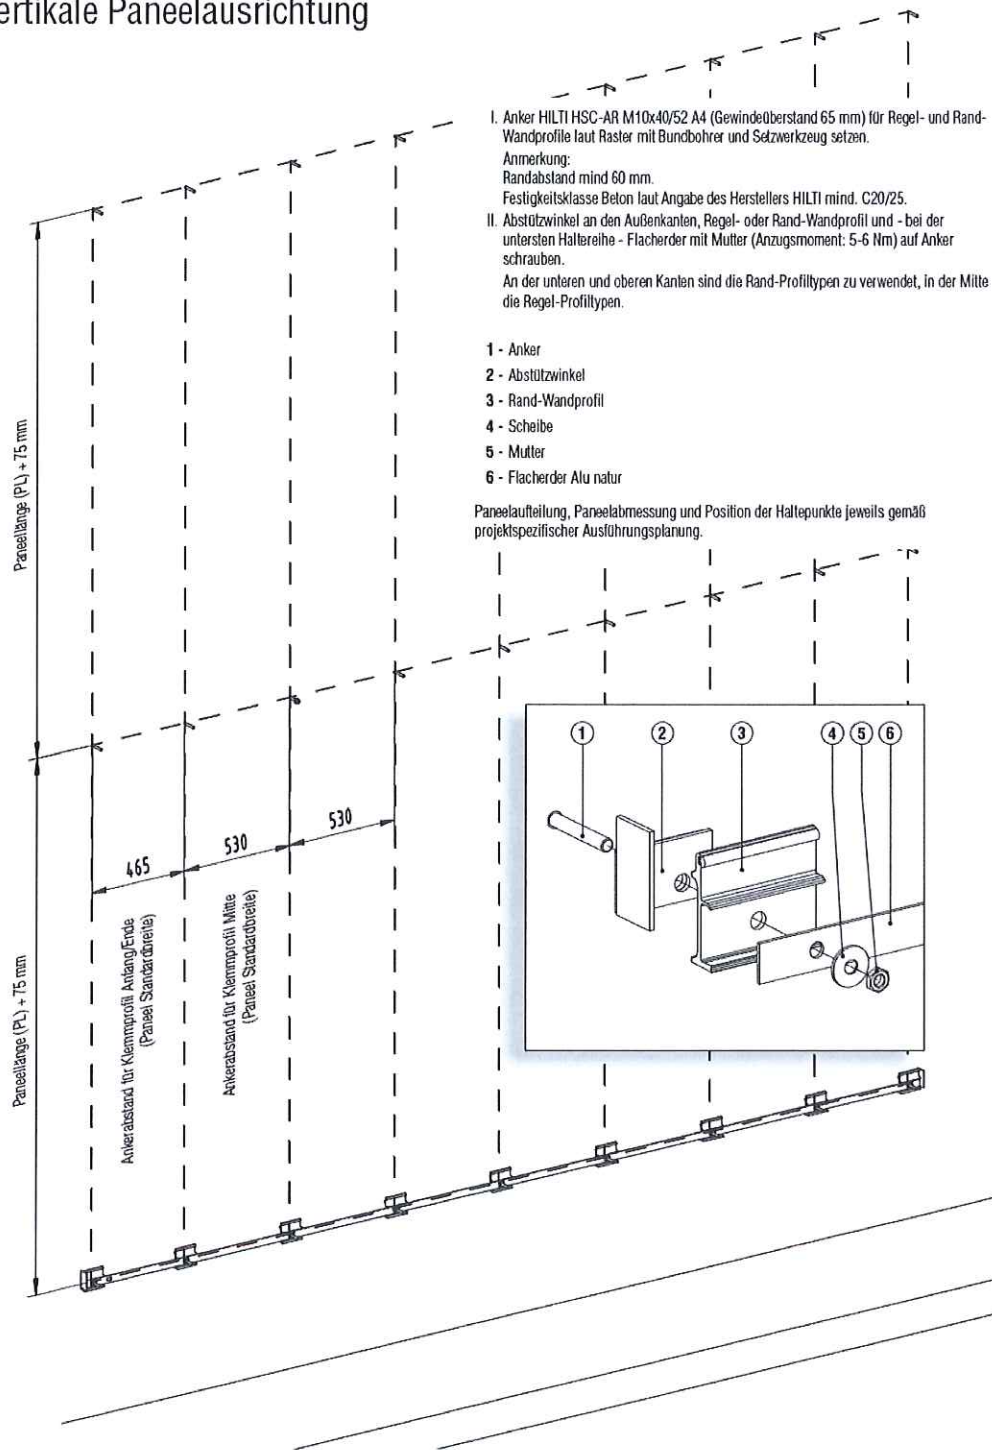 ertikale Paneelausrichtung
I. Anker HILTI HSC-AR M10x40/52 A4 (Gewindeüberstand 65 mm) für Regel- und Rand-
Wandprofile laut Raster mit Bundbohrer und Setzwerkzeug setzen.
Anmerkung:
Randabstand mind 60 mm.
Festigkeitsklasse Beton laut Angabe des Herstellers HILTI mind. C20/25.
II. Abstützwinkel an den Außenkanten, Regel- oder Rand-Wandprofil und - bei der
untersten Haltereihe - Flacherder mit Mutter (Anzugsmoment: 5-6 Nm) auf Anker
schrauben.
An der unteren und oberen Kanten sind die Rand-Profiltypen zu verwendet, in der Mitte
die Regel-Profiltypen.
1 - Anker
2 - Abstützwinkel
3 - Rand-Wandprofil
4 - Scheibe
5 - Mutter
6 - Flacherder Alu natur
Paneelaufteilung, Paneelabmessung und Position der Haltepunkte jeweils gemäß
projektspezifischer Ausführungsplanung.
Paneellänge (PL) + 75 mm
1 2 3 4 5 6
465 530 530
Paneellänge (PL) + 75 mm
Ankerabstand für Klemmprofil Anfang/Ende
(Paneel Standardbreite)
Ankerabstand für Klemmprofil Mitte
(Paneel Standardbreite)